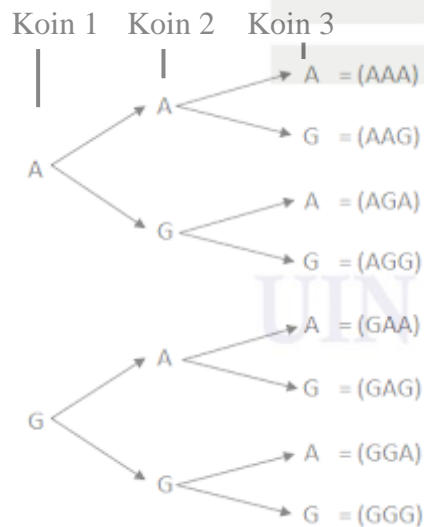 Koin 1 Koin 2 Koin 3
A = (AAA)
A
G = (AAG)
A
A = (AGA)
G
G = (AGG)
UIN
A = (GAA)
A
G = (GAG)
G
A = (GGA)
G
G = (GGG)